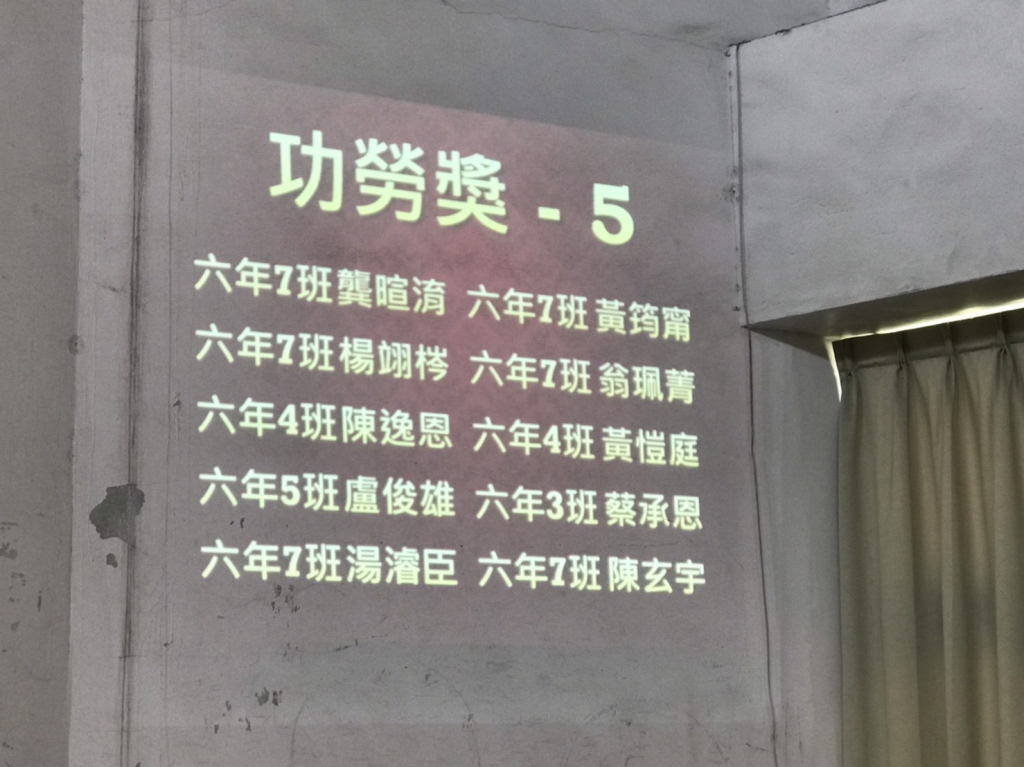 功勞獎 - 5
六年7班龔暄淯 六年7班黃筠甯
六年7班楊翊梣 六年7班翁珮菁
六年4班陳逸恩 六年4班黃愷庭
六年5班盧俊雄 六年3班蔡承恩
六年7班湯濬臣 六年7班陳玄宇